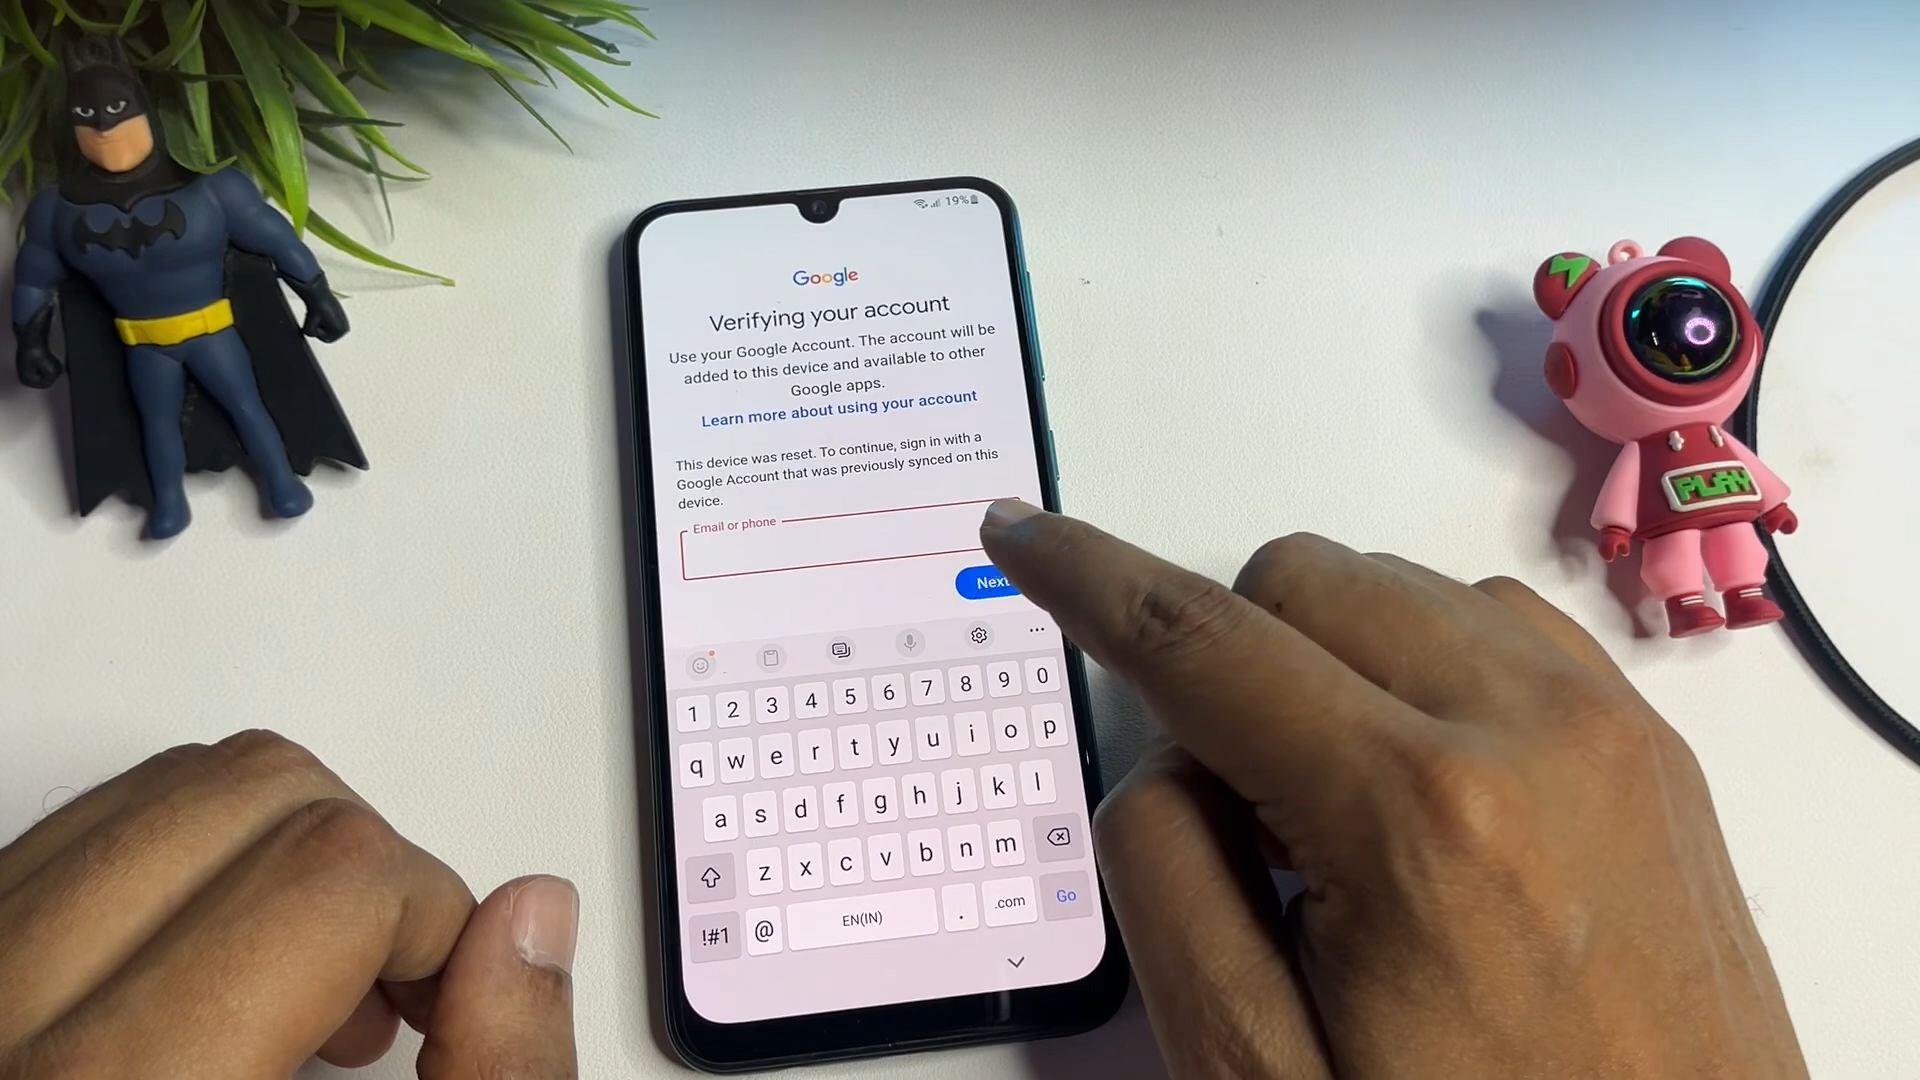 19%
Google
Verifying your account
Use your Google Account. The account will be
added to this device and available to other
Google apps.
Learn more about using your account
This device was reset. To continue, sign in with a
Google Account that was previously synced on this
device.
Email or phone
Next
1 2 3 4 5 6 7 8 9 0
q w e r t y u i o p
a s d f g h j k l
z x c v b n m
!#1 @ EN(IN) . .com Go
PLAY